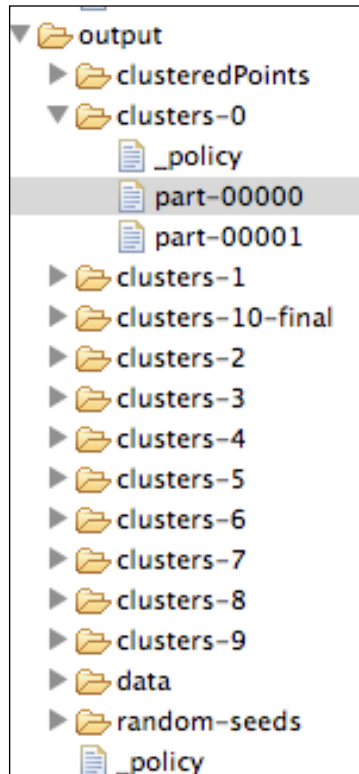 output
clusteredPoints
clusters-0
_policy
part-00000
part-00001
clusters-1
clusters-10-final
clusters-2
clusters-3
clusters-4
clusters-5
clusters-6
clusters-7
clusters-8
clusters-9
data
random-seeds
_policy